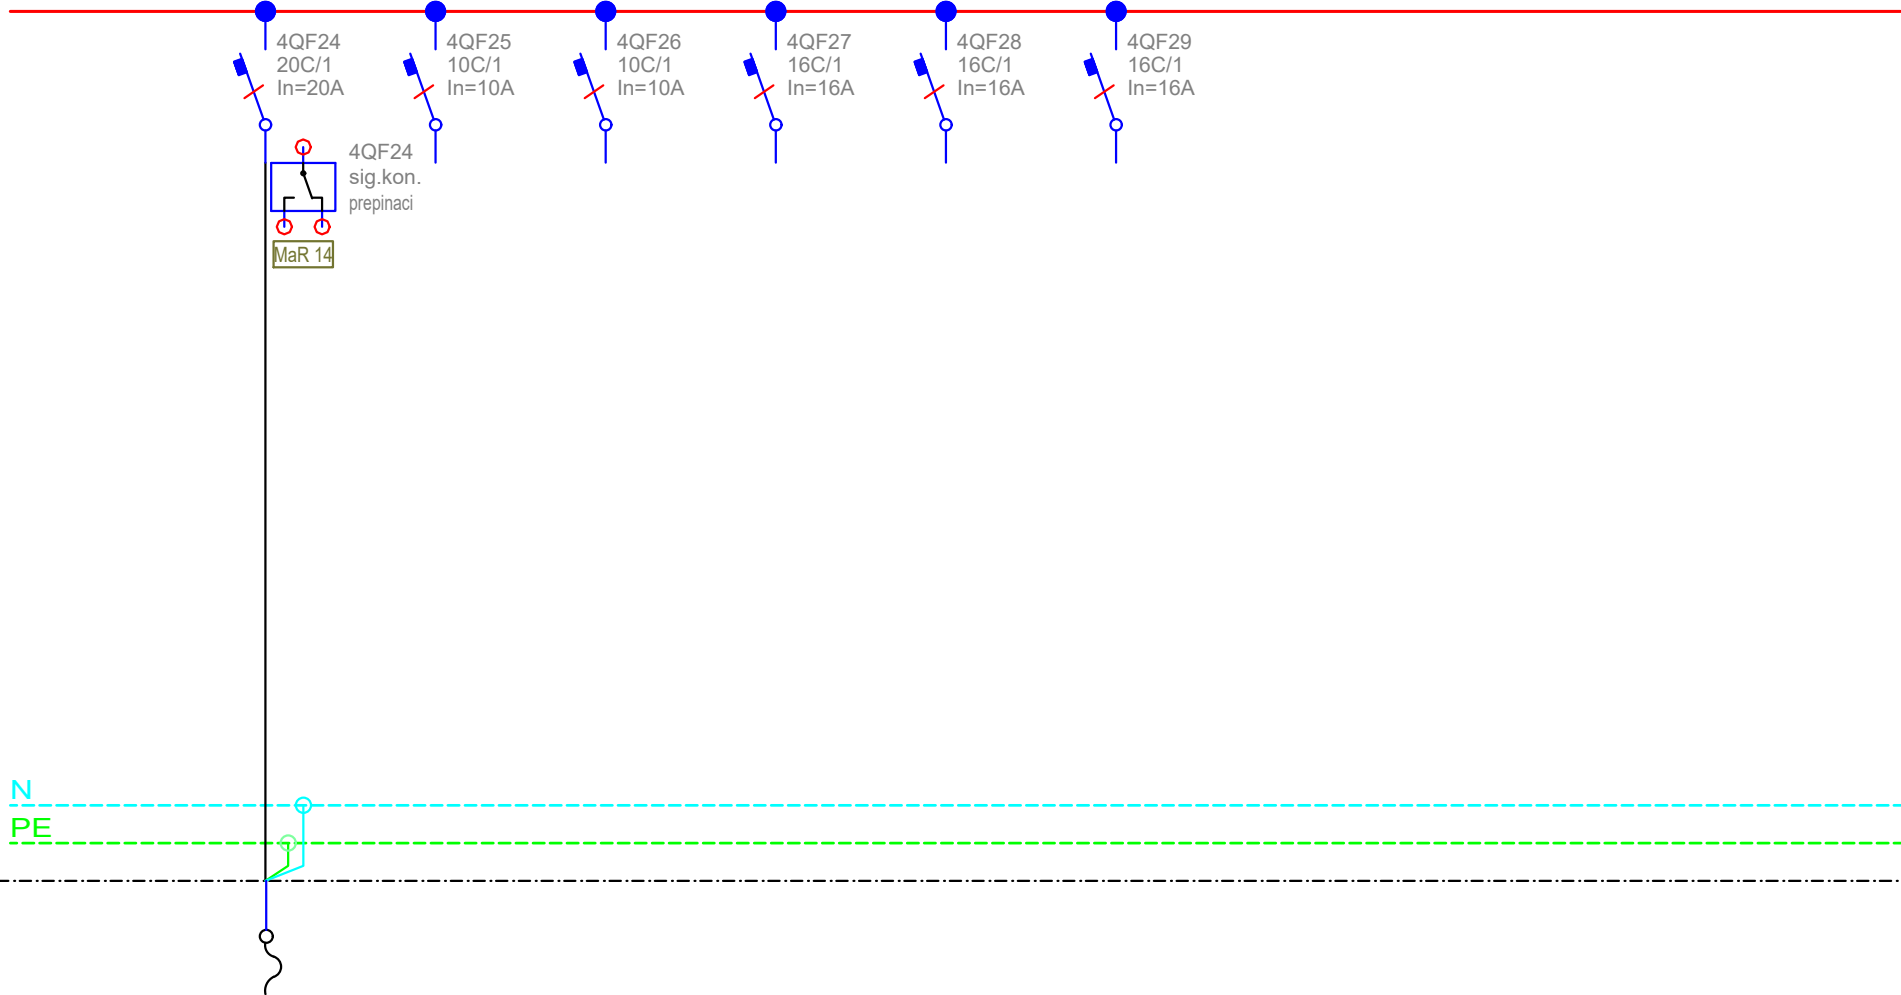 4QF24
20C/1
In=20A
4QF25
10C/1
In=10A
4QF26
10C/1
In=10A
4QF27
16C/1
In=16A
4QF28
16C/1
In=16A
4QF29
16C/1
In=16A
4QF24
sig.kon.
prepinaci
MaR 14
N
PE